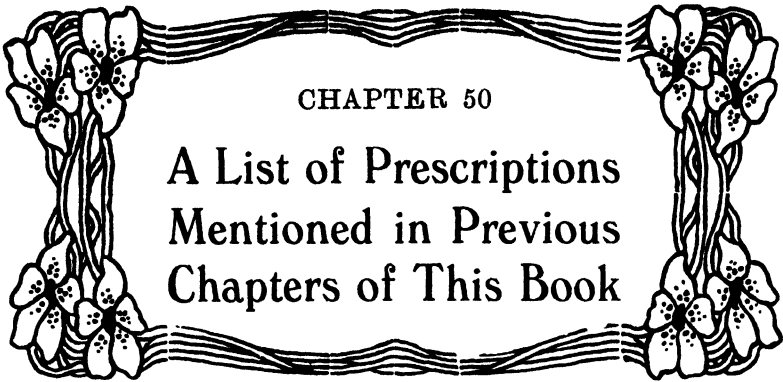 CHAPTER 50
A List of Prescriptions
Mentioned in Previous
Chapters of This Book